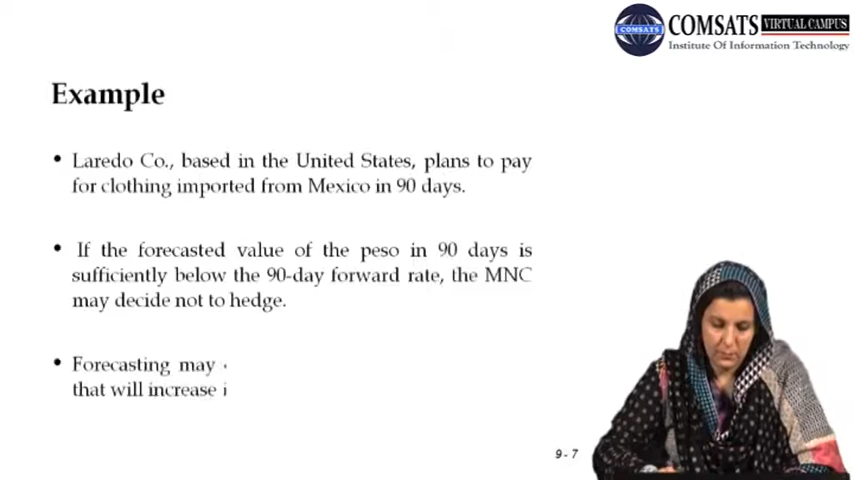 COMSATS
COMSATS VIRTUAL CAMPUS
Institute Of Information Technology
Example
• Laredo Co., based in the United States, plans to pay
for clothing imported from Mexico in 90 days.
• If the forecasted value of the peso in 90 days is
sufficiently below the 90-day forward rate, the MNC
may decide not to hedge.
• Forecasting may
that will increase i
9 - 7